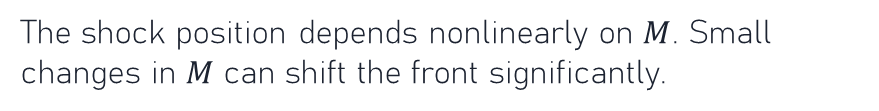 The shock position depends nonlinearly on M. Small
changes in M can shift the front significantly.